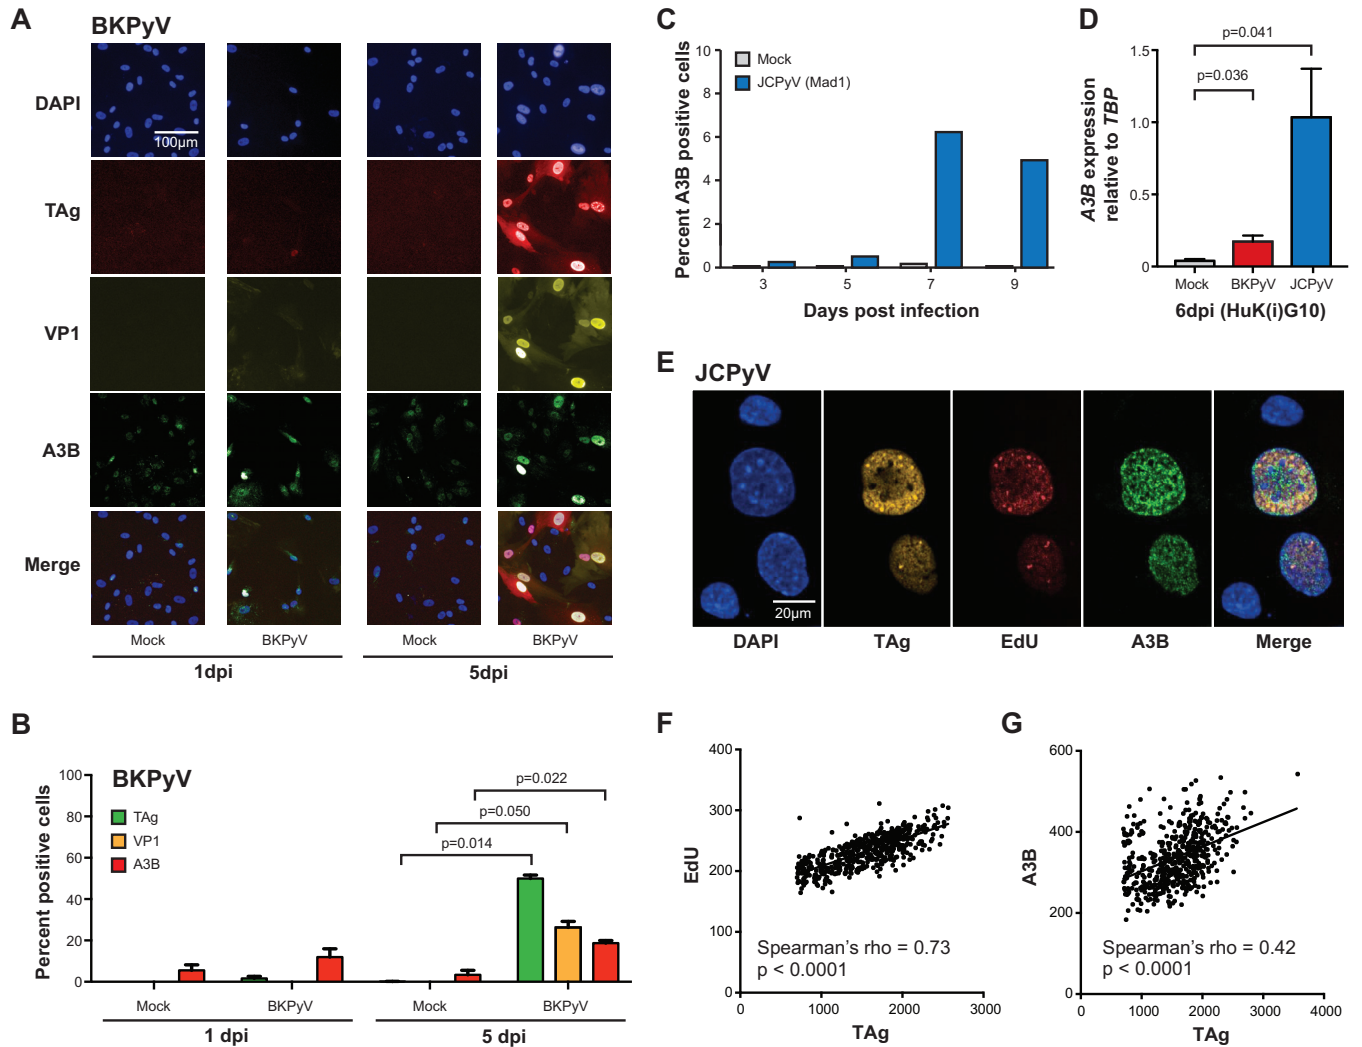 A
BKPyV
DAPI
100µm
TAg
VP1
A3B
Merge
Mock
BKPyV
Mock
BKPyV
1dpi
5dpi
B
BKPyV
Percent positive cells
100
80
60
40
20
0
TAg
VP1
A3B
p=0.022
p=0.050
p=0.014
Mock
BKPyV
Mock
BKPyV
1 dpi
5 dpi
C
Percent A3B positive cells
10
8
6
4
2
0
Mock
JCPyV (Mad1)
3
5
7
9
Days post infection
D
A3B expression
relative to TBP
1.5
1.0
0.5
0
p=0.041
p=0.036
Mock
BKPyV
JCPyV
6dpi (HuK(i)G10)
E
JCPyV
20µm
DAPI
TAg
EdU
A3B
Merge
F
EdU
400
300
200
100
0
Spearman's rho = 0.73
p < 0.0001
0
1000
2000
3000
TAg
G
A3B
600
400
200
0
Spearman's rho = 0.42
p < 0.0001
0
1000
2000
3000
4000
TAg